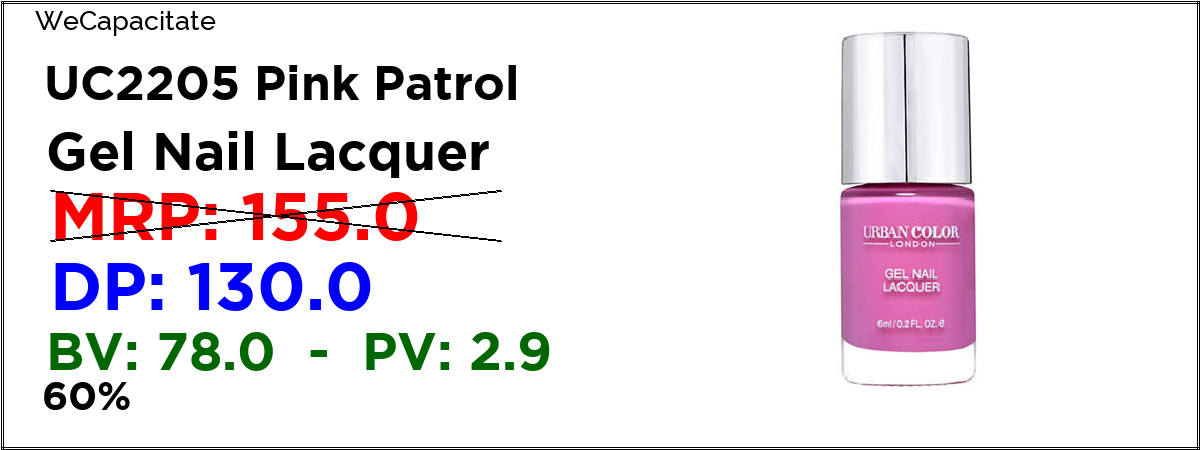 WeCapacitate
UC2205 Pink Patrol
Gel Nail Lacquer
MRP: 155.0
DP: 130.0
BV: 78.0 - PV: 2.9
60%
URBAN COLOR
LONDON
GEL NAIL
LACQUER
6ml/0.2 FL. OZ. e